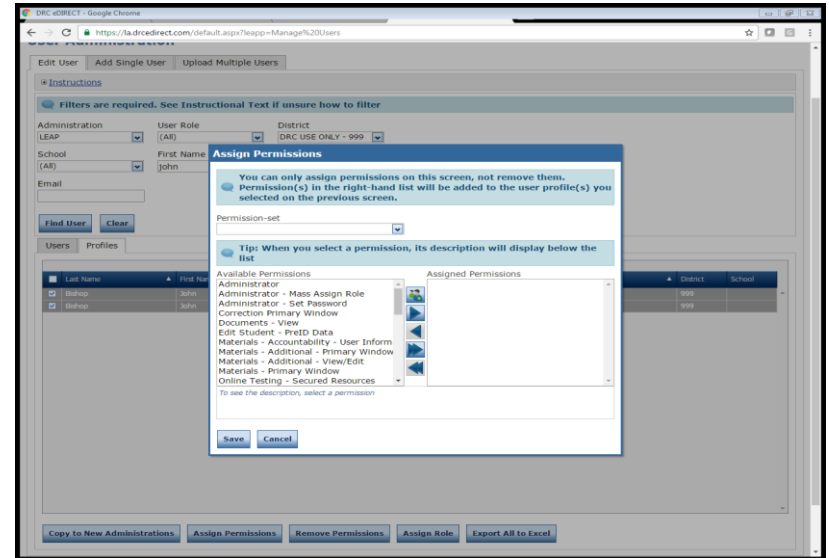 DRC eDIRECT - Google Chrome
https://la.drcedirect.com/default.aspx?leapp=Manage%20Users
User Administration
Edit User Add Single User Upload Multiple Users
Instructions
Filters are required. See Instructional Text if unsure how to filter
Administration User Role District
LEAP (All) DRC USE ONLY - 999
School First Name
(All) John
Email
Find User Clear
Users Profiles
Last Name First Nam District School
Bishop John 999
Bishop John 999
Assign Permissions
You can only assign permissions on this screen, not remove them.
Permission(s) in the right-hand list will be added to the user profile(s) you
selected on the previous screen.
Permission-set
Tip: When you select a permission, its description will display below the
list
Available Permissions Assigned Permissions
Administrator
Administrator - Mass Assign Role
Administrator - Set Password
Correction Primary Window
Documents - View
Edit Student - PreID Data
Materials - Accountability - User Inform
Materials - Additional - Primary Window
Materials - Additional - View/Edit
Materials - Primary Window
Online Testing - Secured Resources
To see the description, select a permission
Save Cancel
Copy to New Administrations Assign Permissions Remove Permissions Assign Role Export All to Excel